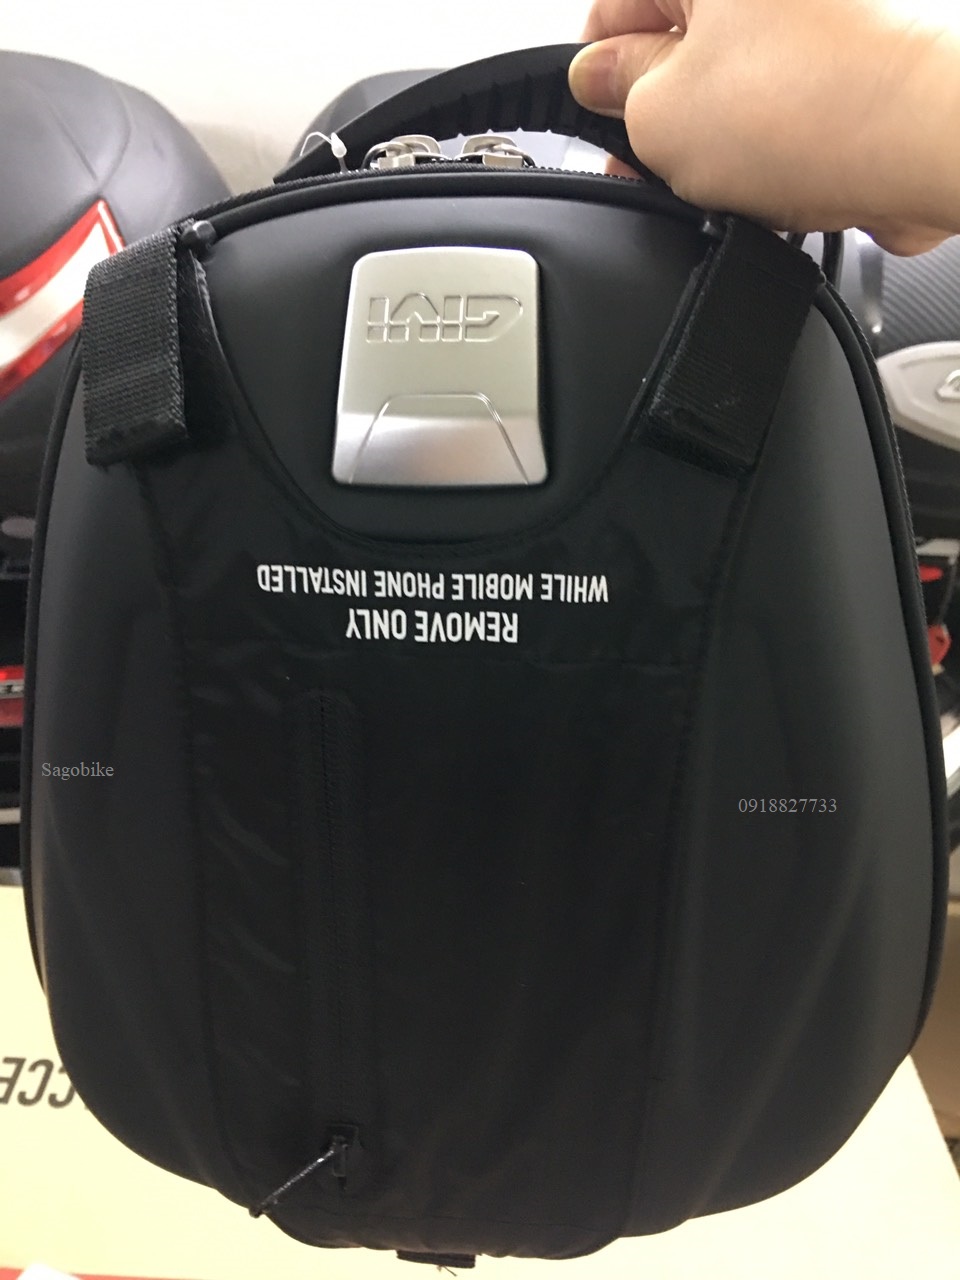 GIVI
REMOVE ONLY
WHILE MOBILE PHONE INSTALLED
Sagobike
0918827733